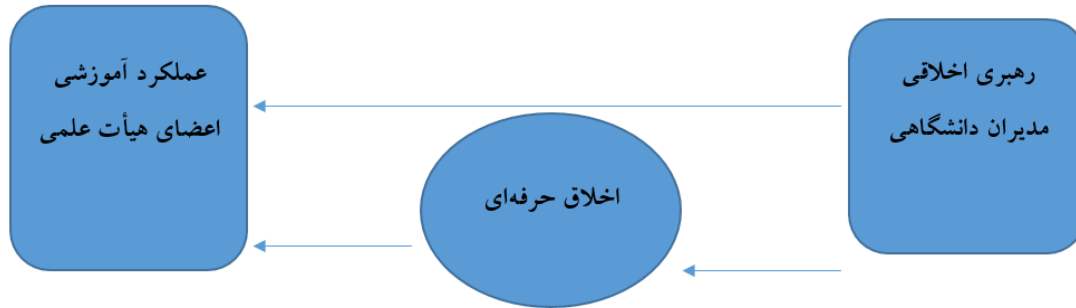 رهبری اخلاقی
مدیران دانشگاهی
اخلاق حرفه‌ای
عملکرد آموزشی
اعضای هیأت علمی